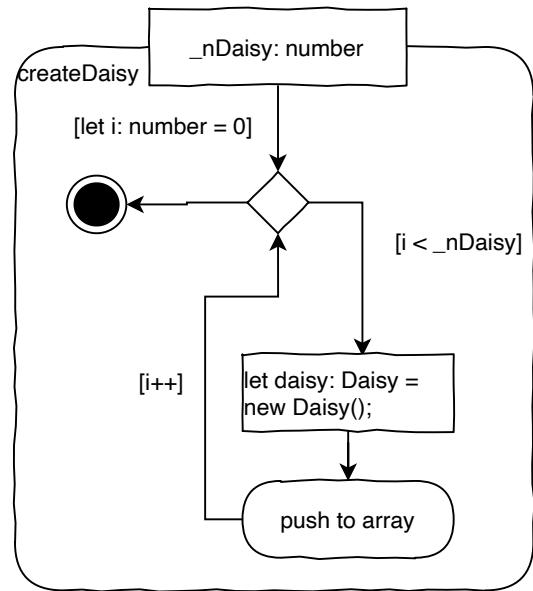 _nDaisy: number
createDaisy
[let i: number = 0]
[i < _nDaisy]
[i++]
let daisy: Daisy =
new Daisy();
push to array